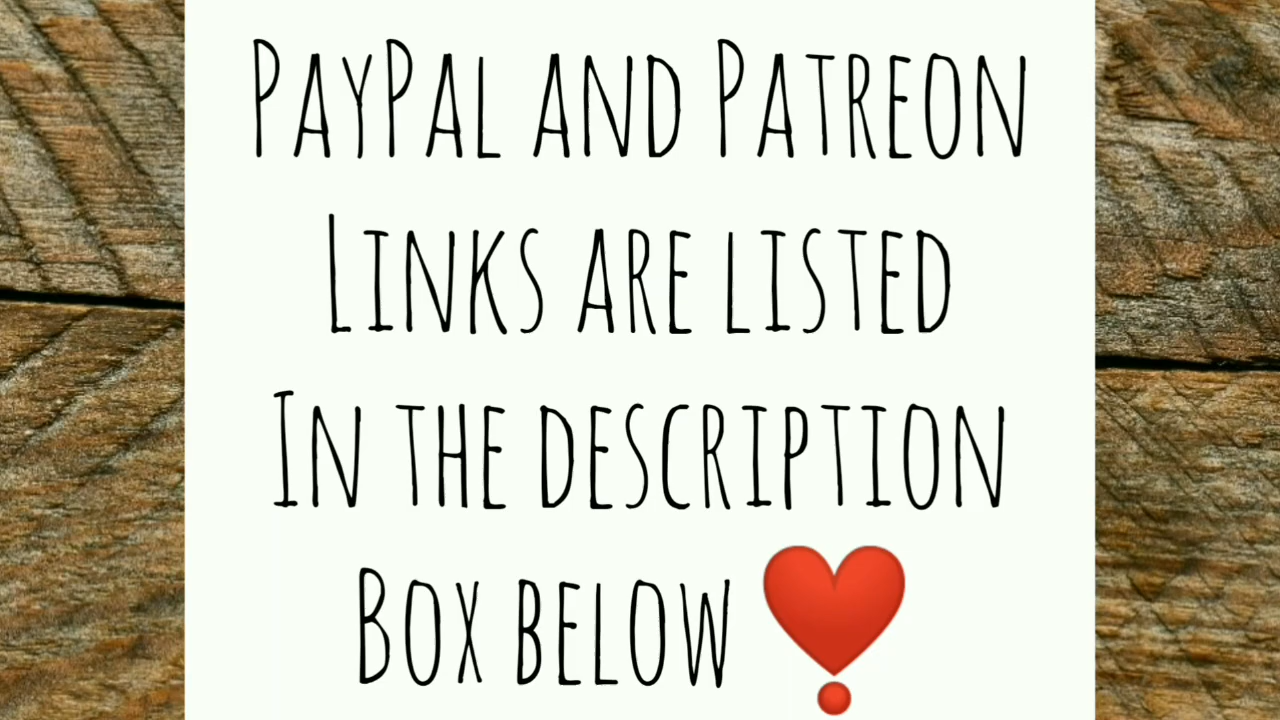 PayPal and Patreon
Links are listed
In the description
Box below ❣️